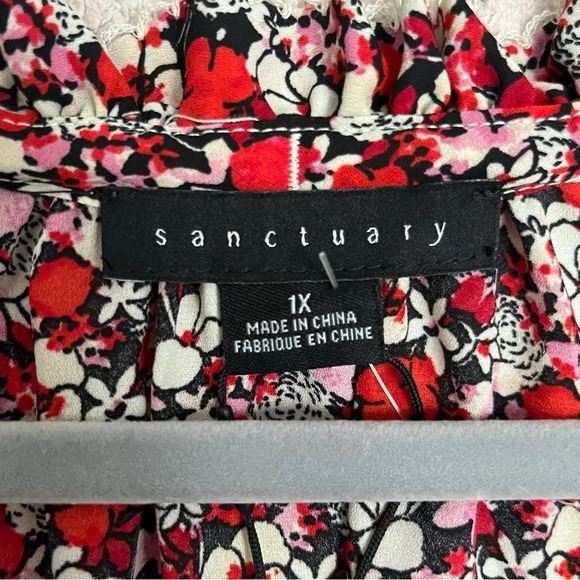 sanctuary
1X
MADE IN CHINA
FABRIQUE EN CHINE